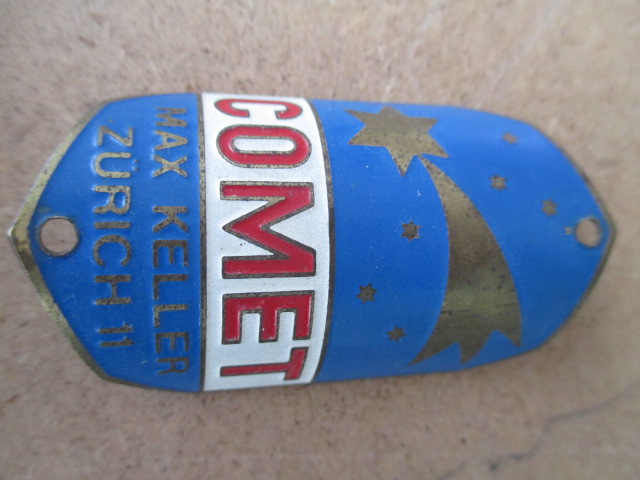 COMET
MAX KELLER
ZÜRICH 11